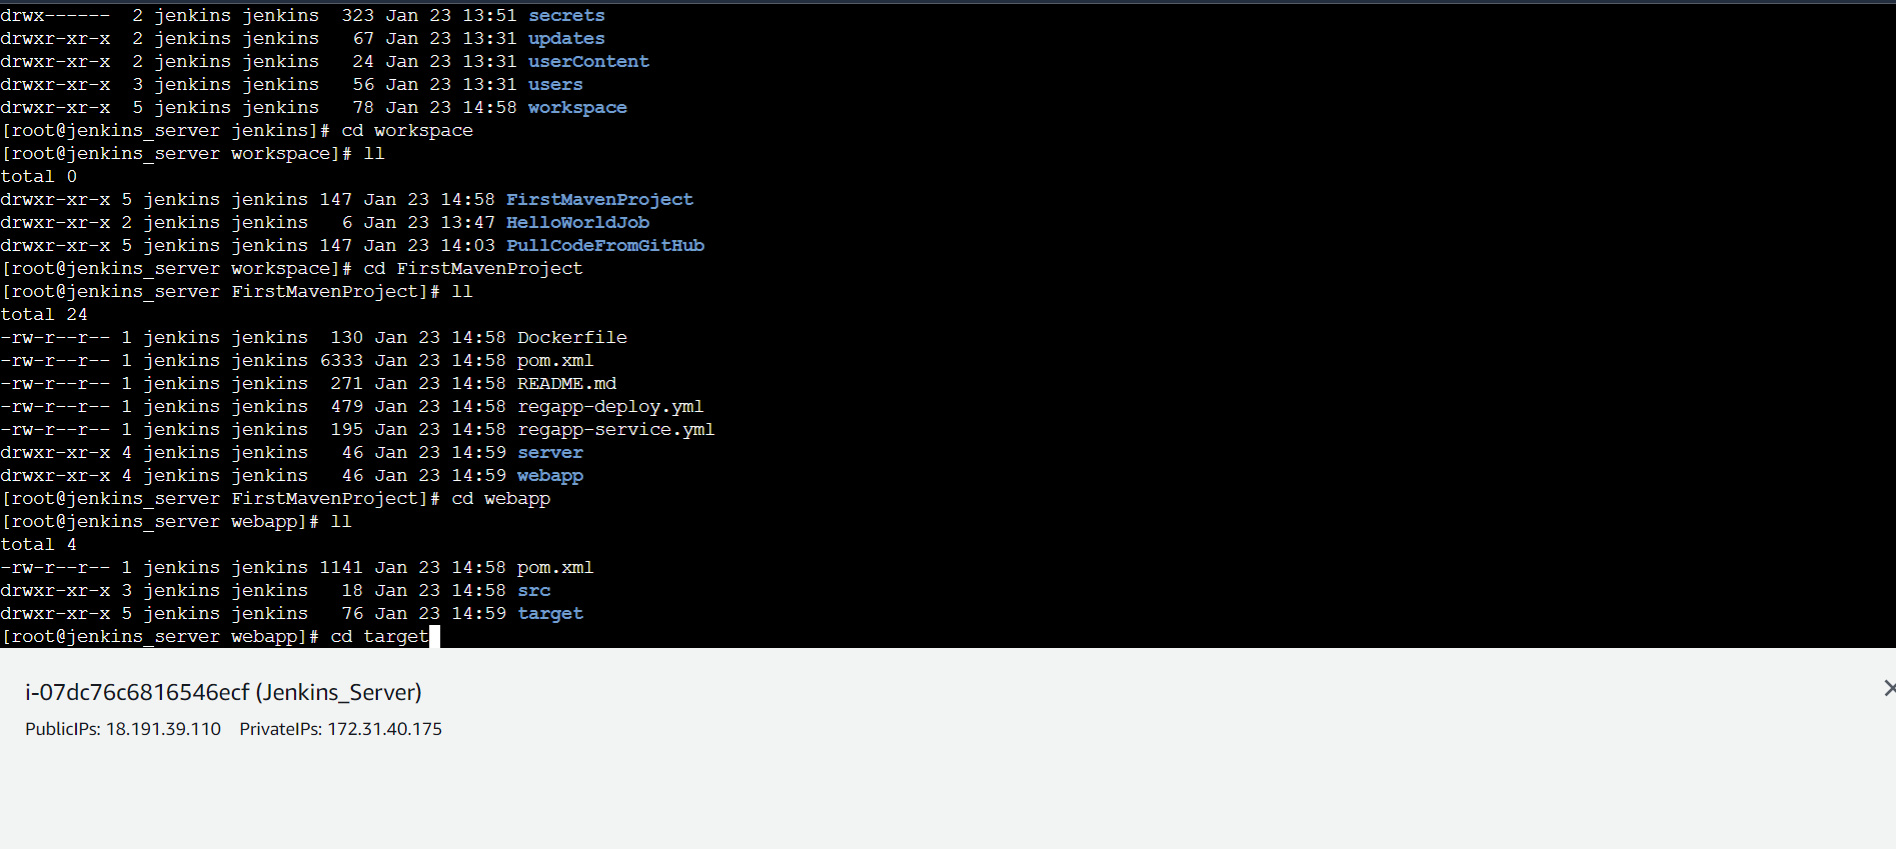 drwx------  2 jenkins jenkins  323 Jan 23 13:51 secrets
drwxr-xr-x  2 jenkins jenkins   67 Jan 23 13:31 updates
drwxr-xr-x  2 jenkins jenkins   24 Jan 23 13:31 userContent
drwxr-xr-x  3 jenkins jenkins   56 Jan 23 13:31 users
drwxr-xr-x  5 jenkins jenkins   78 Jan 23 14:58 workspace
[root@jenkins_server jenkins]# cd workspace
[root@jenkins_server workspace]# ll
total 0
drwxr-xr-x 5 jenkins jenkins 147 Jan 23 14:58 FirstMavenProject
drwxr-xr-x 2 jenkins jenkins   6 Jan 23 13:47 HelloWorldJob
drwxr-xr-x 5 jenkins jenkins 147 Jan 23 14:03 PullCodeFromGitHub
[root@jenkins_server workspace]# cd FirstMavenProject
[root@jenkins_server FirstMavenProject]# ll
total 24
-rw-r--r-- 1 jenkins jenkins  130 Jan 23 14:58 Dockerfile
-rw-r--r-- 1 jenkins jenkins 6333 Jan 23 14:58 pom.xml
-rw-r--r-- 1 jenkins jenkins  271 Jan 23 14:58 README.md
-rw-r--r-- 1 jenkins jenkins  479 Jan 23 14:58 regapp-deploy.yml
-rw-r--r-- 1 jenkins jenkins  195 Jan 23 14:58 regapp-service.yml
drwxr-xr-x 4 jenkins jenkins   46 Jan 23 14:59 server
drwxr-xr-x 4 jenkins jenkins   46 Jan 23 14:59 webapp
[root@jenkins_server FirstMavenProject]# cd webapp
[root@jenkins_server webapp]# ll
total 4
-rw-r--r-- 1 jenkins jenkins 1141 Jan 23 14:58 pom.xml
drwxr-xr-x 3 jenkins jenkins   18 Jan 23 14:58 src
drwxr-xr-x 5 jenkins jenkins   76 Jan 23 14:59 target
[root@jenkins_server webapp]# cd target
i-07dc76c6816546ecf (Jenkins_Server)
PublicIPs: 18.191.39.110    PrivateIPs: 172.31.40.175